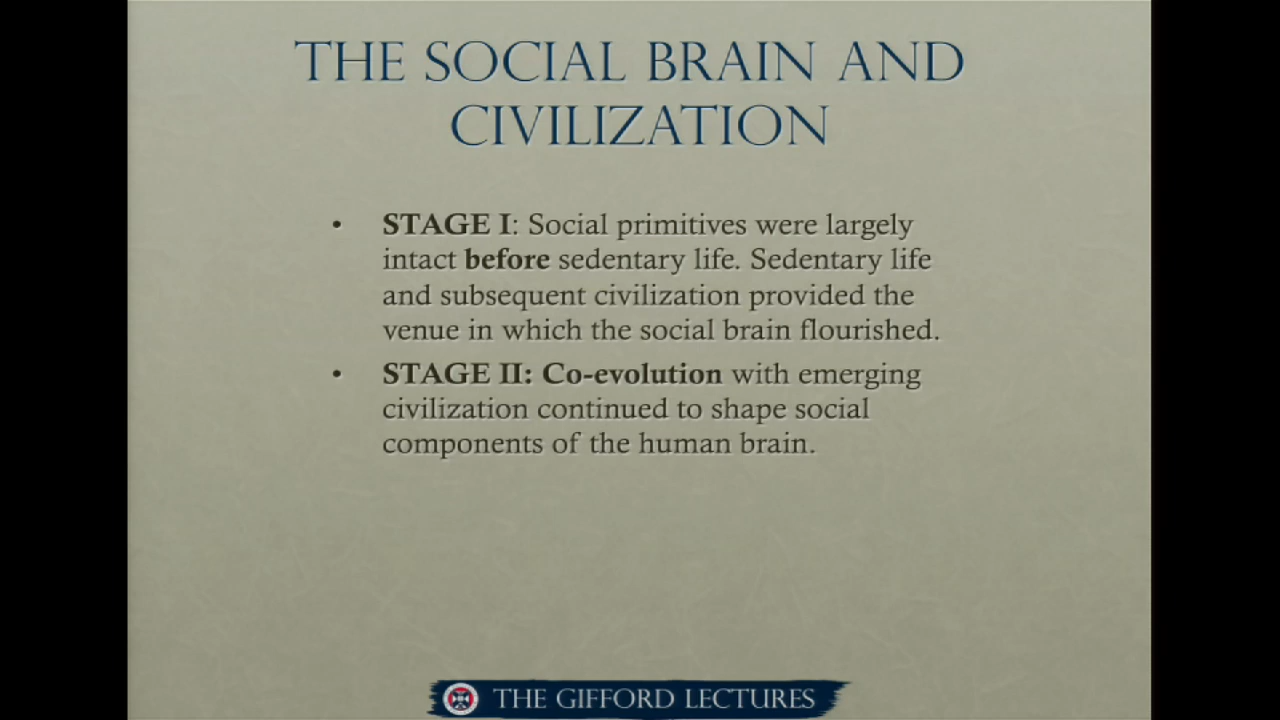 THE SOCIAL BRAIN AND
CIVILIZATION
• STAGE I: Social primitives were largely
intact before sedentary life. Sedentary life
and subsequent civilization provided the
venue in which the social brain flourished.
• STAGE II: Co-evolution with emerging
civilization continued to shape social
components of the human brain.
THE GIFFORD LECTURES